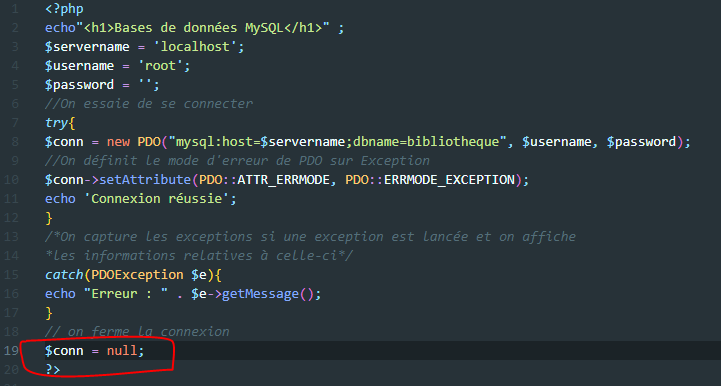 1 <?php
2 echo"<h1>Bases de données MySQL</h1>" ;
3 $servername = 'localhost';
4 $username = 'root';
5 $password = '';
6 //On essaie de se connecter
7 try{
8 $conn = new PDO("mysql:host=$servername;dbname=bibliotheque", $username, $password);
9 //On définit le mode d'erreur de PDO sur Exception
10 $conn->setAttribute(PDO::ATTR_ERRMODE, PDO::ERRMODE_EXCEPTION);
11 echo 'Connexion réussie';
12 }
13 /*On capture les exceptions si une exception est lancée et on affiche
14 *les informations relatives à celle-ci*/
15 catch(PDOException $e){
16 echo "Erreur : " . $e->getMessage();
17 }
18 // on ferme la connexion
19 $conn = null;
20 ?>